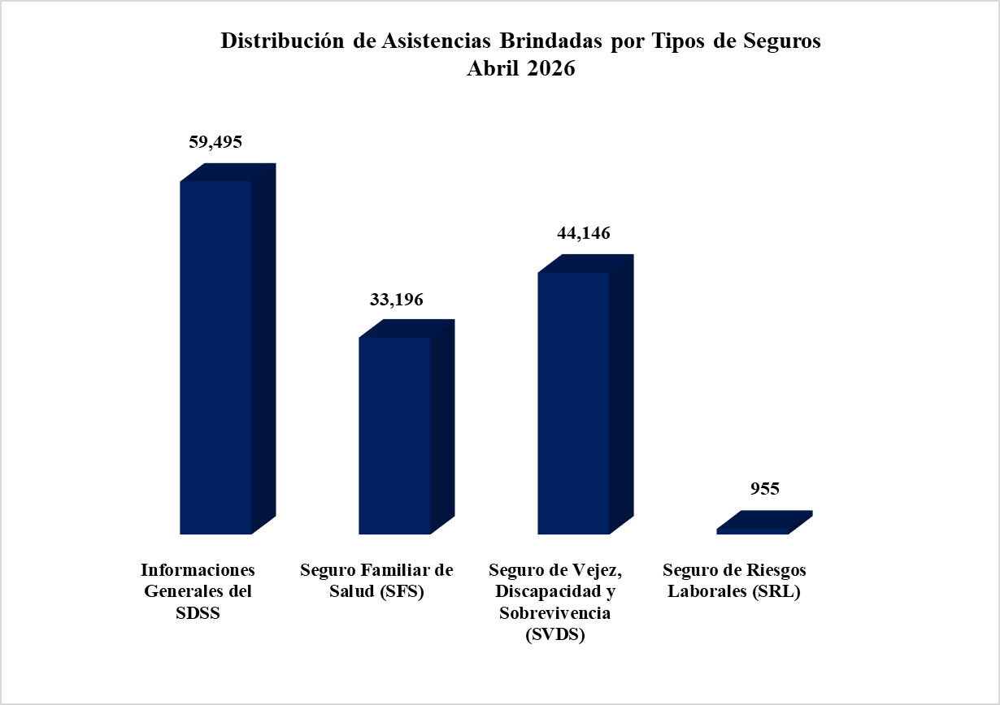 Distribución de Asistencias Brindadas por Tipos de Seguros
Abril 2026
59,495
33,196
44,146
955
Informaciones
Generales del
SDSS
Seguro Familiar de
Salud (SFS)
Seguro de Vejez,
Discapacidad y
Sobrevivencia
(SVDS)
Seguro de Riesgos
Laborales (SRL)